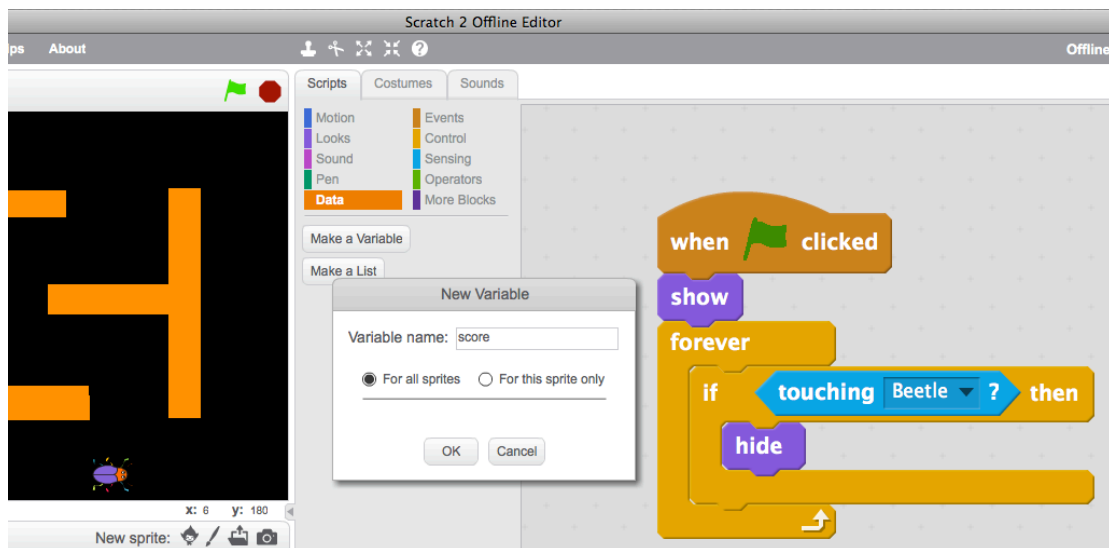 Scratch 2 Offline Editor
About
Offline
Scripts Costumes Sounds
Motion Events
Looks Control
Sound Sensing
Pen Operators
Data More Blocks
Make a Variable
Make a List
New Variable
Variable name: score
For all sprites For this sprite only
OK Cancel
when clicked
show
forever
if touching Beetle ? then
hide
x: 6 y: 180
New sprite: